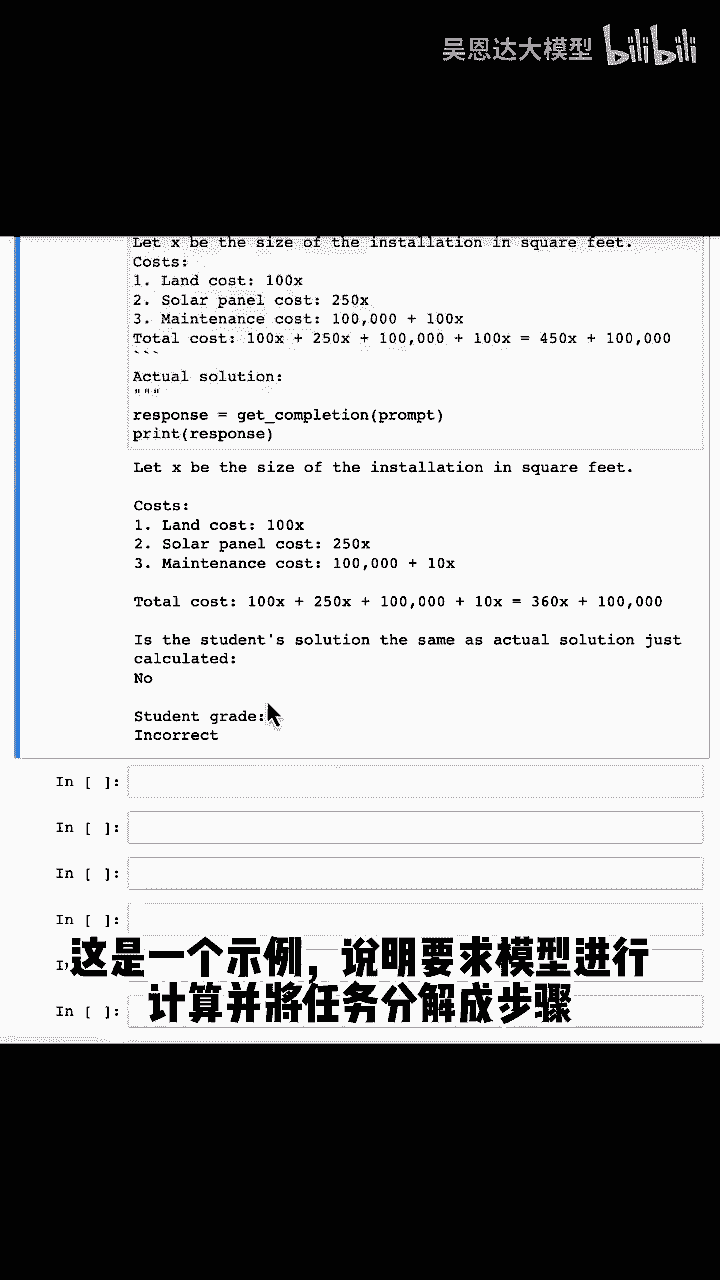 吴恩达大模型 bilibili
Let x be the size of the installation in square feet.
Costs:
1. Land cost: 100x
2. Solar panel cost: 250x
3. Maintenance cost: 100,000 + 100x
Total cost: 100x + 250x + 100,000 + 100x = 450x + 100,000
```
Actual solution:
"""
response = get_completion(prompt)
print(response)
Let x be the size of the installation in square feet.
Costs:
1. Land cost: 100x
2. Solar panel cost: 250x
3. Maintenance cost: 100,000 + 10x
Total cost: 100x + 250x + 100,000 + 10x = 360x + 100,000
Is the student's solution the same as actual solution just
calculated:
No
Student grade:
Incorrect
In [ ]:
In [ ]:
In [ ]:
In [ ]:
这是一个示例，说明要求模型进行
计算并將任务分解成步骤
In [ ]: